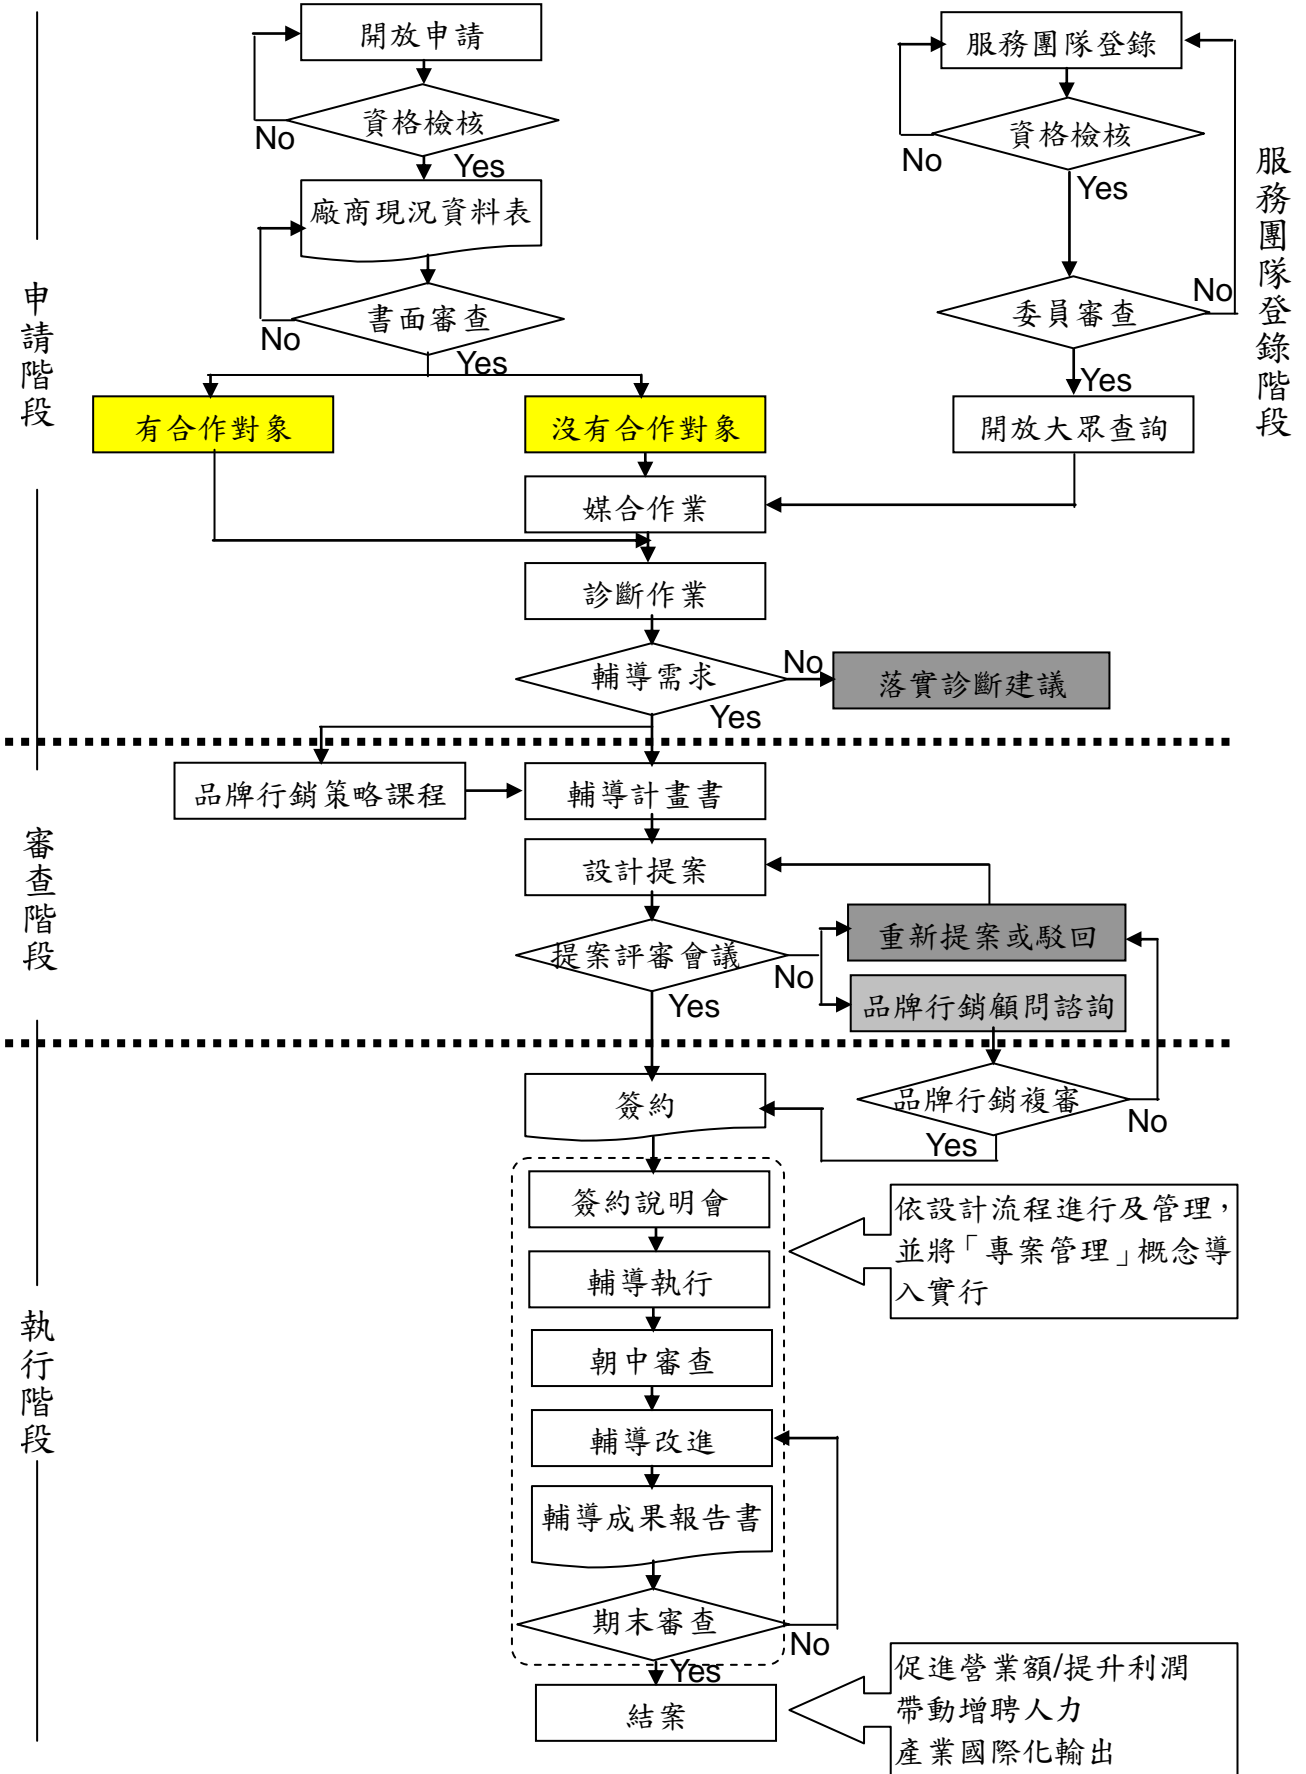 開放申請
服務團隊登錄
資格檢核
No
Yes
資格檢核
No
Yes
廠商現況資料表
服務團隊登錄階段
申請階段
書面審查
No
Yes
委員審查
No
Yes
有合作對象
沒有合作對象
開放大眾查詢
媒合作業
診斷作業
輔導需求
No
落實診斷建議
Yes
品牌行銷策略課程
輔導計畫書
審查階段
設計提案
提案評審會議
No
Yes
重新提案或駁回
品牌行銷顧問諮詢
簽約
品牌行銷複審
No
Yes
簽約說明會
依設計流程進行及管理，
並將「專案管理」概念導
入實行
輔導執行
執行階段
朝中審查
輔導改進
輔導成果報告書
期末審查
No
Yes
結案
促進營業額/提升利潤
帶動增聘人力
產業國際化輸出